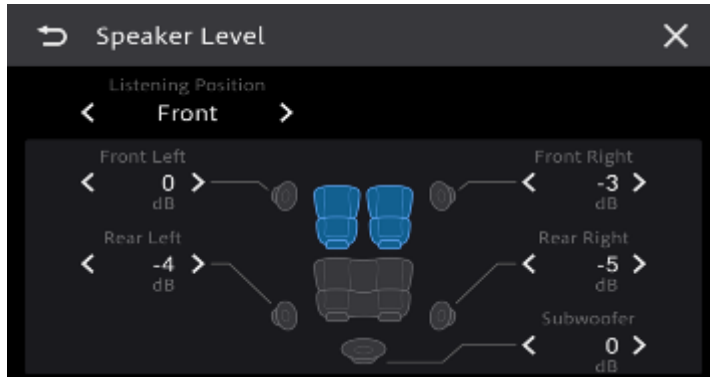 Speaker Level
Listening Position
Front
Front Left
Front Right
0
-3
dB
dB
Rear Left
Rear Right
-4
-5
dB
dB
Subwoofer
0
dB